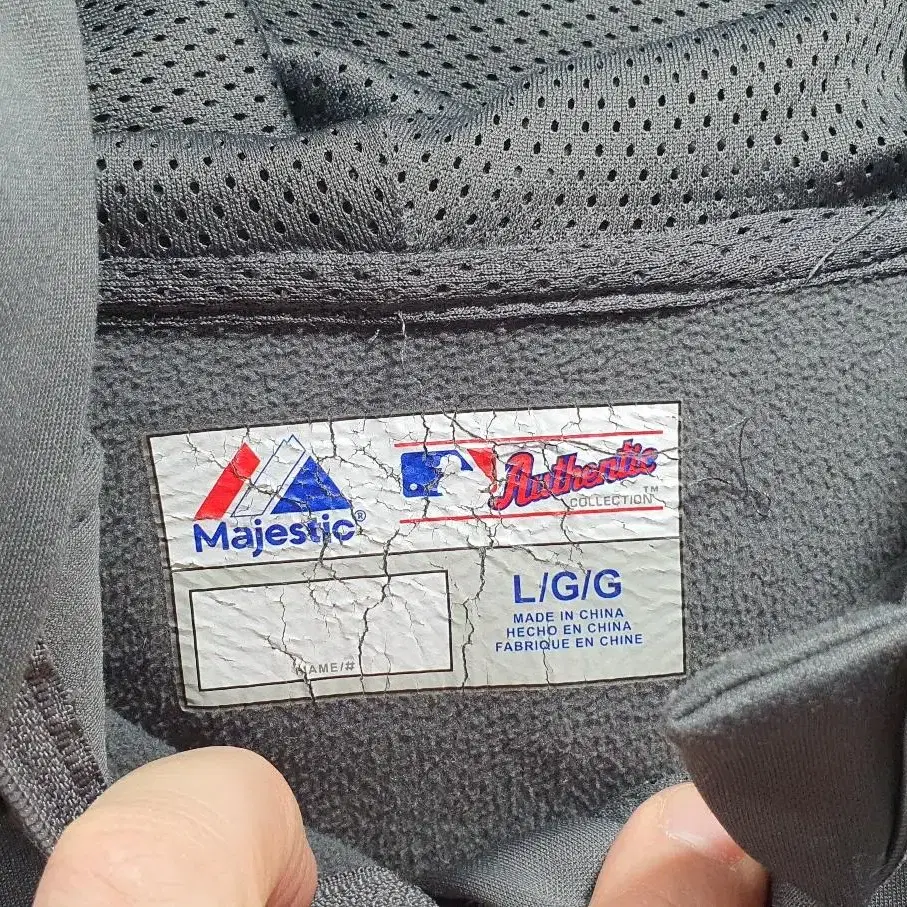 Majestic®
Authentic
COLLECTION™
NAME/#
L/G/G
MADE IN CHINA
HECHO EN CHINA
FABRIQUE EN CHINE